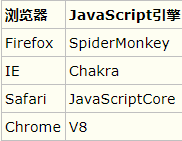 浏览器 JavaScript引擎
Firefox SpiderMonkey
IE Chakra
Safari JavaScriptCore
Chrome V8